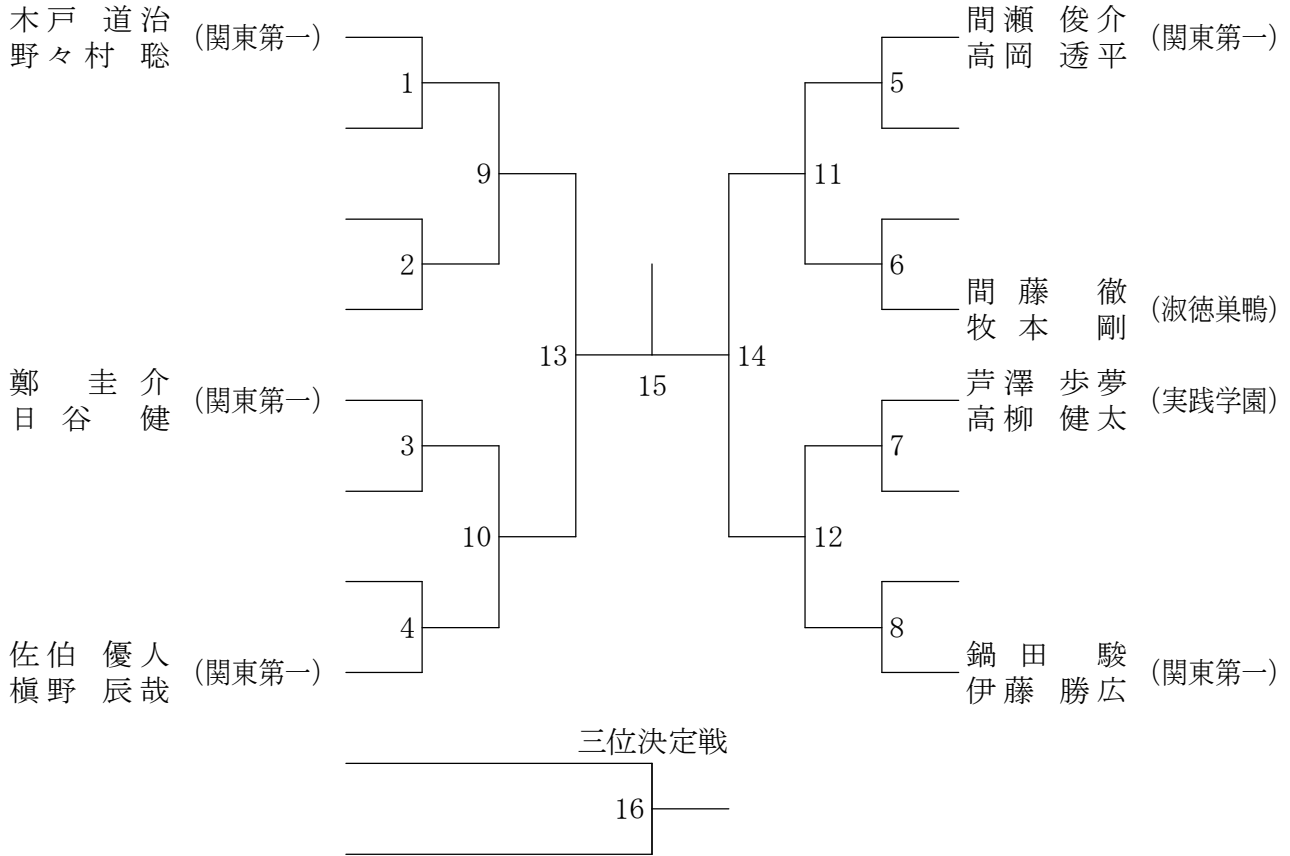 木戸 道治
野々村 聡
(関東第一)
1
9
2
鄭 圭介
日谷 健
(関東第一)
3
10
4
佐伯 優人
槇野 辰哉
(関東第一)
13
15
14
間瀬 俊介
高岡 透平
(関東第一)
5
11
6
間藤 徹
牧本 剛
(淑徳巣鴨)
芦澤 歩夢
高柳 健太
(実践学園)
7
12
8
鍋田 駿
伊藤 勝広
(関東第一)
三位決定戦
16